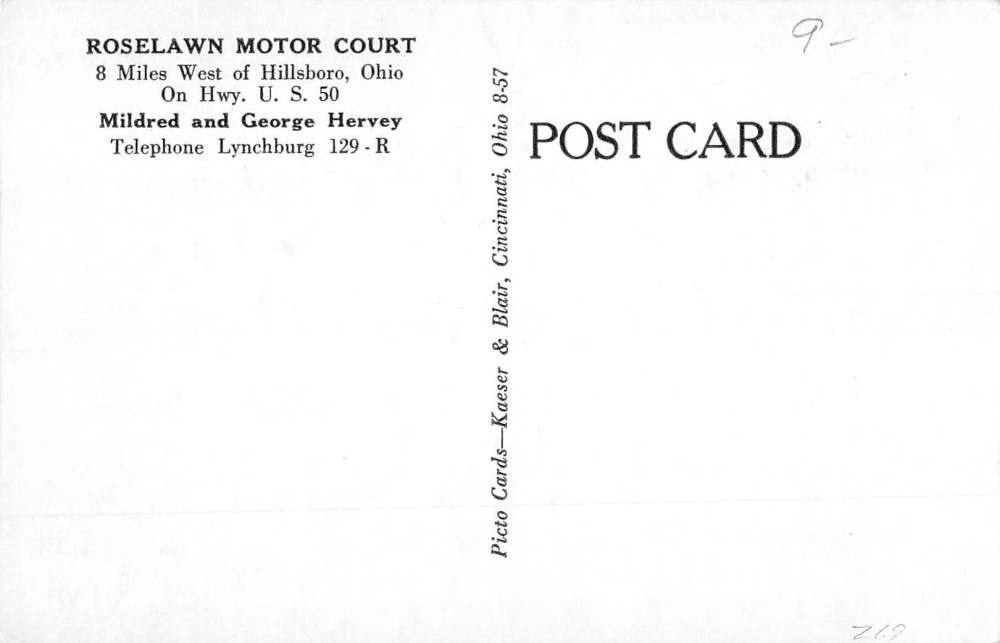 ROSELAWN MOTOR COURT
8 Miles West of Hillsboro, Ohio
On Hwy. U. S. 50
Mildred and George Hervey
Telephone Lynchburg 129 - R
Picto Cards—Kaeser & Blair, Cincinnati, Ohio 8-57
POST CARD
9-